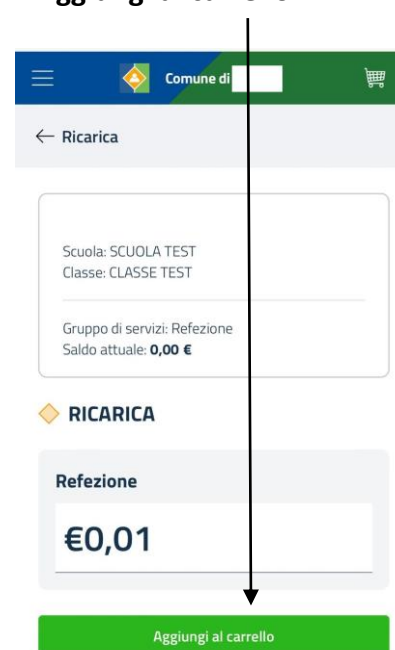 Comune di
← Ricarica
Scuola: SCUOLA TEST
Classe: CLASSE TEST
Gruppo di servizi: Refezione
Saldo attuale: 0,00 €
RICARICA
Refezione
€0,01
Aggiungi al carrello